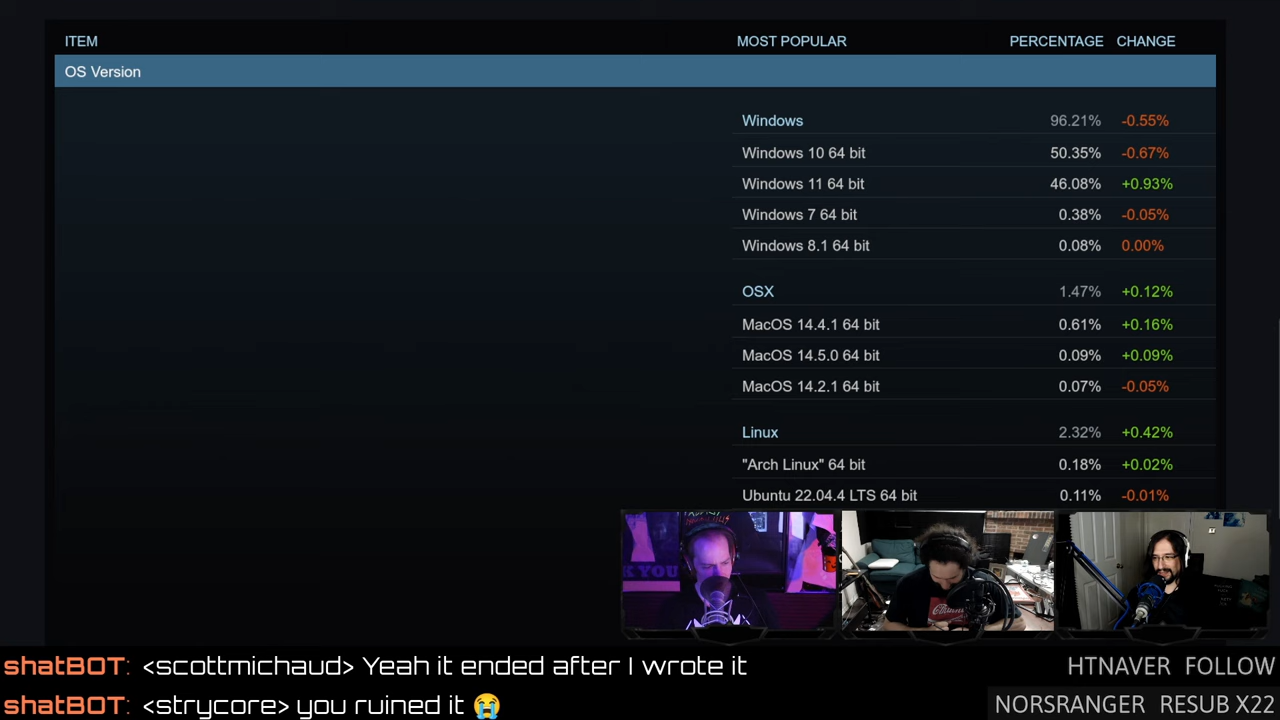 ITEM MOST POPULAR PERCENTAGE CHANGE
OS Version
Windows 96.21% -0.55%
Windows 10 64 bit 50.35% -0.67%
Windows 11 64 bit 46.08% +0.93%
Windows 7 64 bit 0.38% -0.05%
Windows 8.1 64 bit 0.08% 0.00%
OSX 1.47% +0.12%
MacOS 14.4.1 64 bit 0.61% +0.16%
MacOS 14.5.0 64 bit 0.09% +0.09%
MacOS 14.2.1 64 bit 0.07% -0.05%
Linux 2.32% +0.42%
"Arch Linux" 64 bit 0.18% +0.02%
Ubuntu 22.04.4 LTS 64 bit 0.11% -0.01%
K YOU
shatBOT: <scottmichaud> Yeah it ended after I wrote it
HTNAVER FOLLOW
shatBOT: <strycore> you ruined it 😭
NORSRANGER RESUB X22